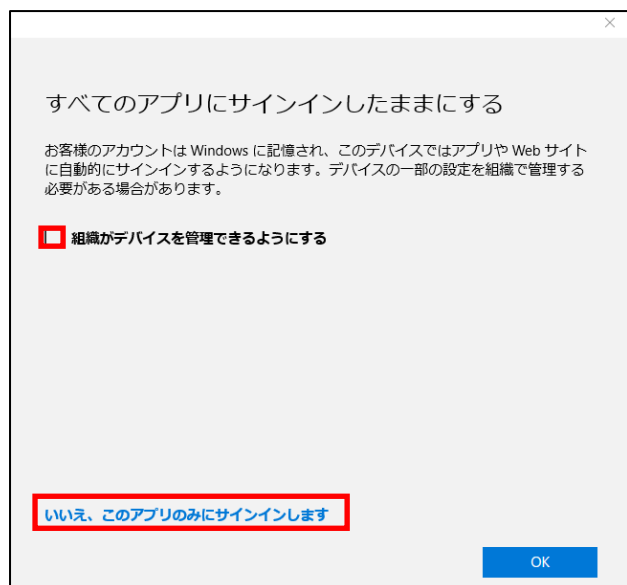 すべてのアプリにサインインしたままにする
お客様のアカウントは Windows に記憶され、このデバイスではアプリや Web サイト
に自動的にサインインするようになります。デバイスの一部の設定を組織で管理する
必要がある場合があります。
組織がデバイスを管理できるようにする
いいえ、このアプリのみにサインインします
OK